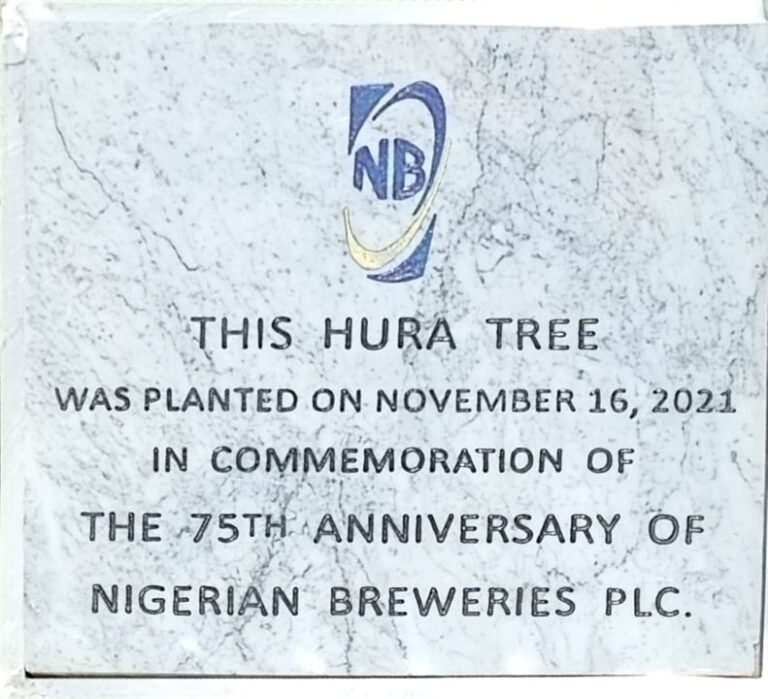 NB
THIS HURA TREE
WAS PLANTED ON NOVEMBER 16, 2021
IN COMMEMORATION OF
THE 75TH ANNIVERSARY OF
NIGERIAN BREWERIES PLC.